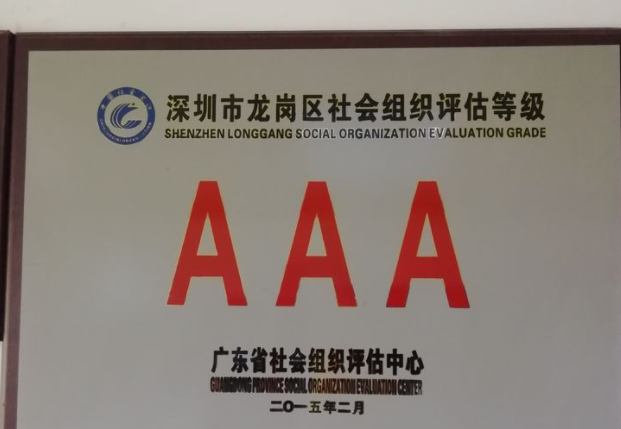 深圳市龙岗区社会组织评估等级
SHENZHEN LONGGANG SOCIAL ORGANIZATION EVALUATION GRADE
AAA
广东省社会组织评估中心
GUANGDONG PROVINCE SOCIAL ORGANIZATION EVALUATION CENTER
二〇一五年二月